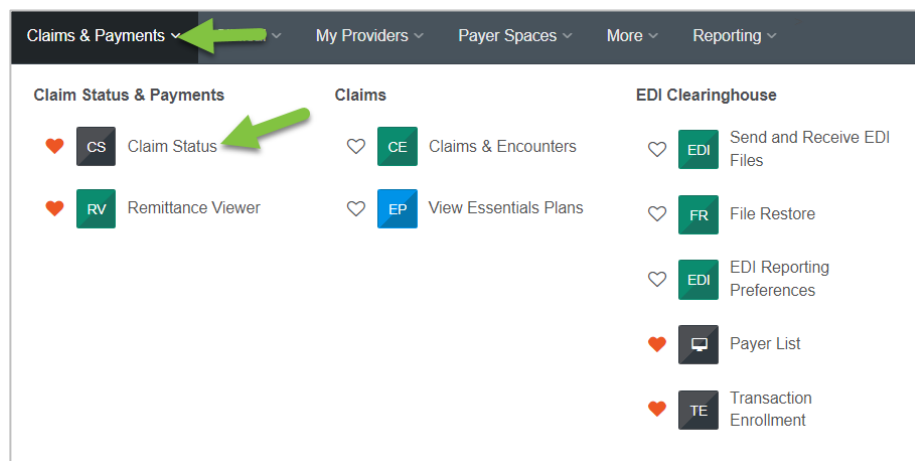 Claims & Payments
My Providers
Payer Spaces
More
Reporting
Claim Status & Payments
CS Claim Status
RV Remittance Viewer
Claims
CE Claims & Encounters
EP View Essentials Plans
EDI Clearinghouse
EDI Send and Receive EDI
Files
FR File Restore
EDI EDI Reporting
Preferences
Payer List
TE Transaction
Enrollment